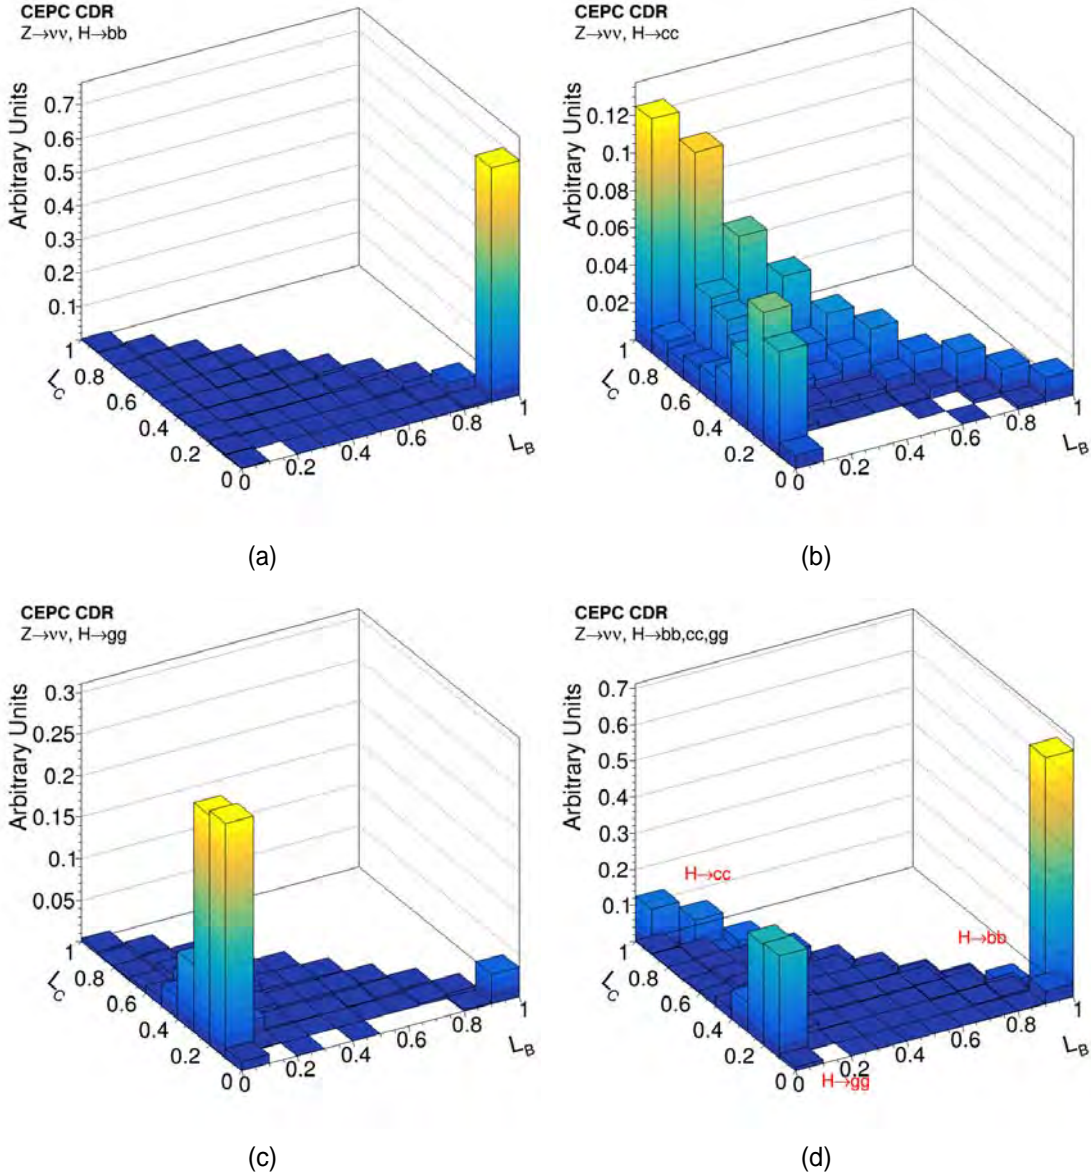 CEPC CDR
Z→νν, H→bb
Arbitrary Units
0.7
0.6
0.5
0.4
0.3
0.2
0.1
1
0.8
0.6
0.4
0.2
0
L_C
0
0.2
0.4
0.6
0.8
1
L_B
(a)
CEPC CDR
Z→νν, H→cc
Arbitrary Units
0.12
0.1
0.08
0.06
0.04
0.02
1
0.8
0.6
0.4
0.2
0
L_C
0
0.2
0.4
0.6
0.8
1
L_B
(b)
CEPC CDR
Z→νν, H→gg
Arbitrary Units
0.3
0.25
0.2
0.15
0.1
0.05
1
0.8
0.6
0.4
0.2
0
L_C
0
0.2
0.4
0.6
0.8
1
L_B
(c)
CEPC CDR
Z→νν, H→bb,cc,gg
Arbitrary Units
0.7
0.6
0.5
0.4
0.3
0.2
0.1
H→cc
H→bb
H→gg
1
0.8
0.6
0.4
0.2
0
L_C
0
0.2
0.4
0.6
0.8
1
L_B
(d)